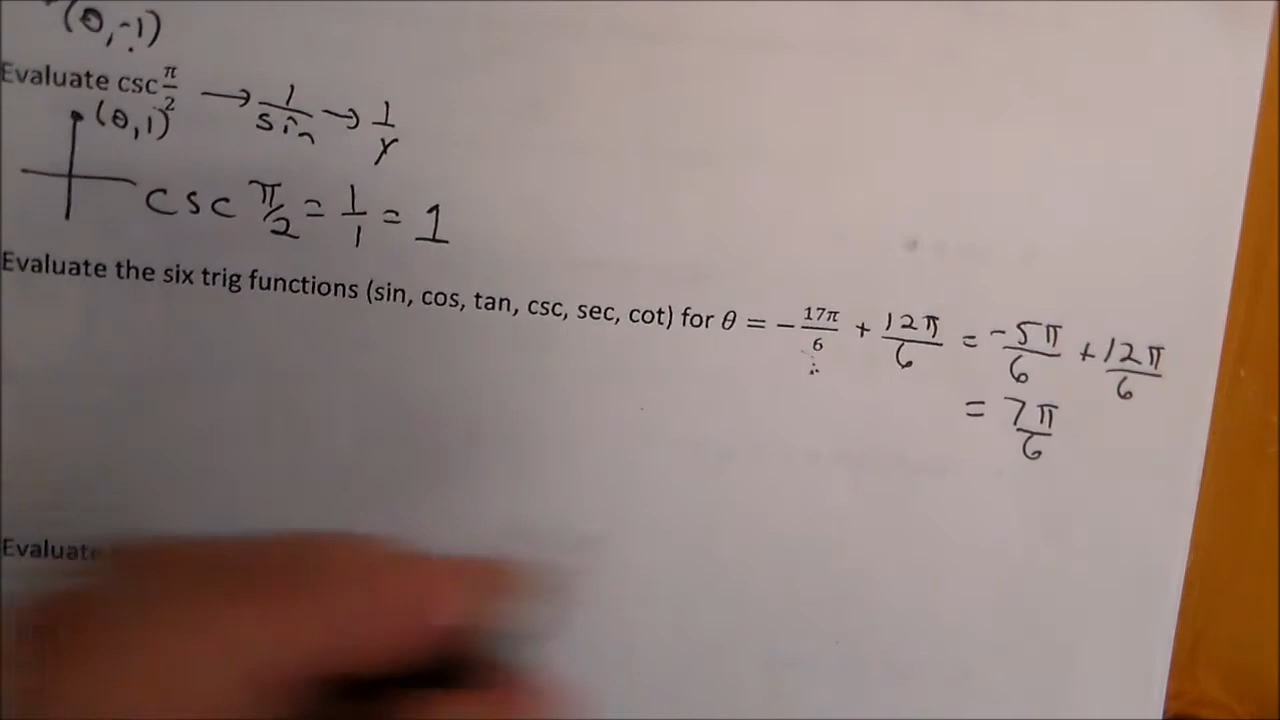 (0,-1)
Evaluate csc π/2 → 1/sin → 1/y
(0,1)
csc π/2 = 1/1 = 1
Evaluate the six trig functions (sin, cos, tan, csc, sec, cot) for θ = -17π/6 + 12π/6 = -5π/6 + 12π/6
= 7π/6
Evaluate